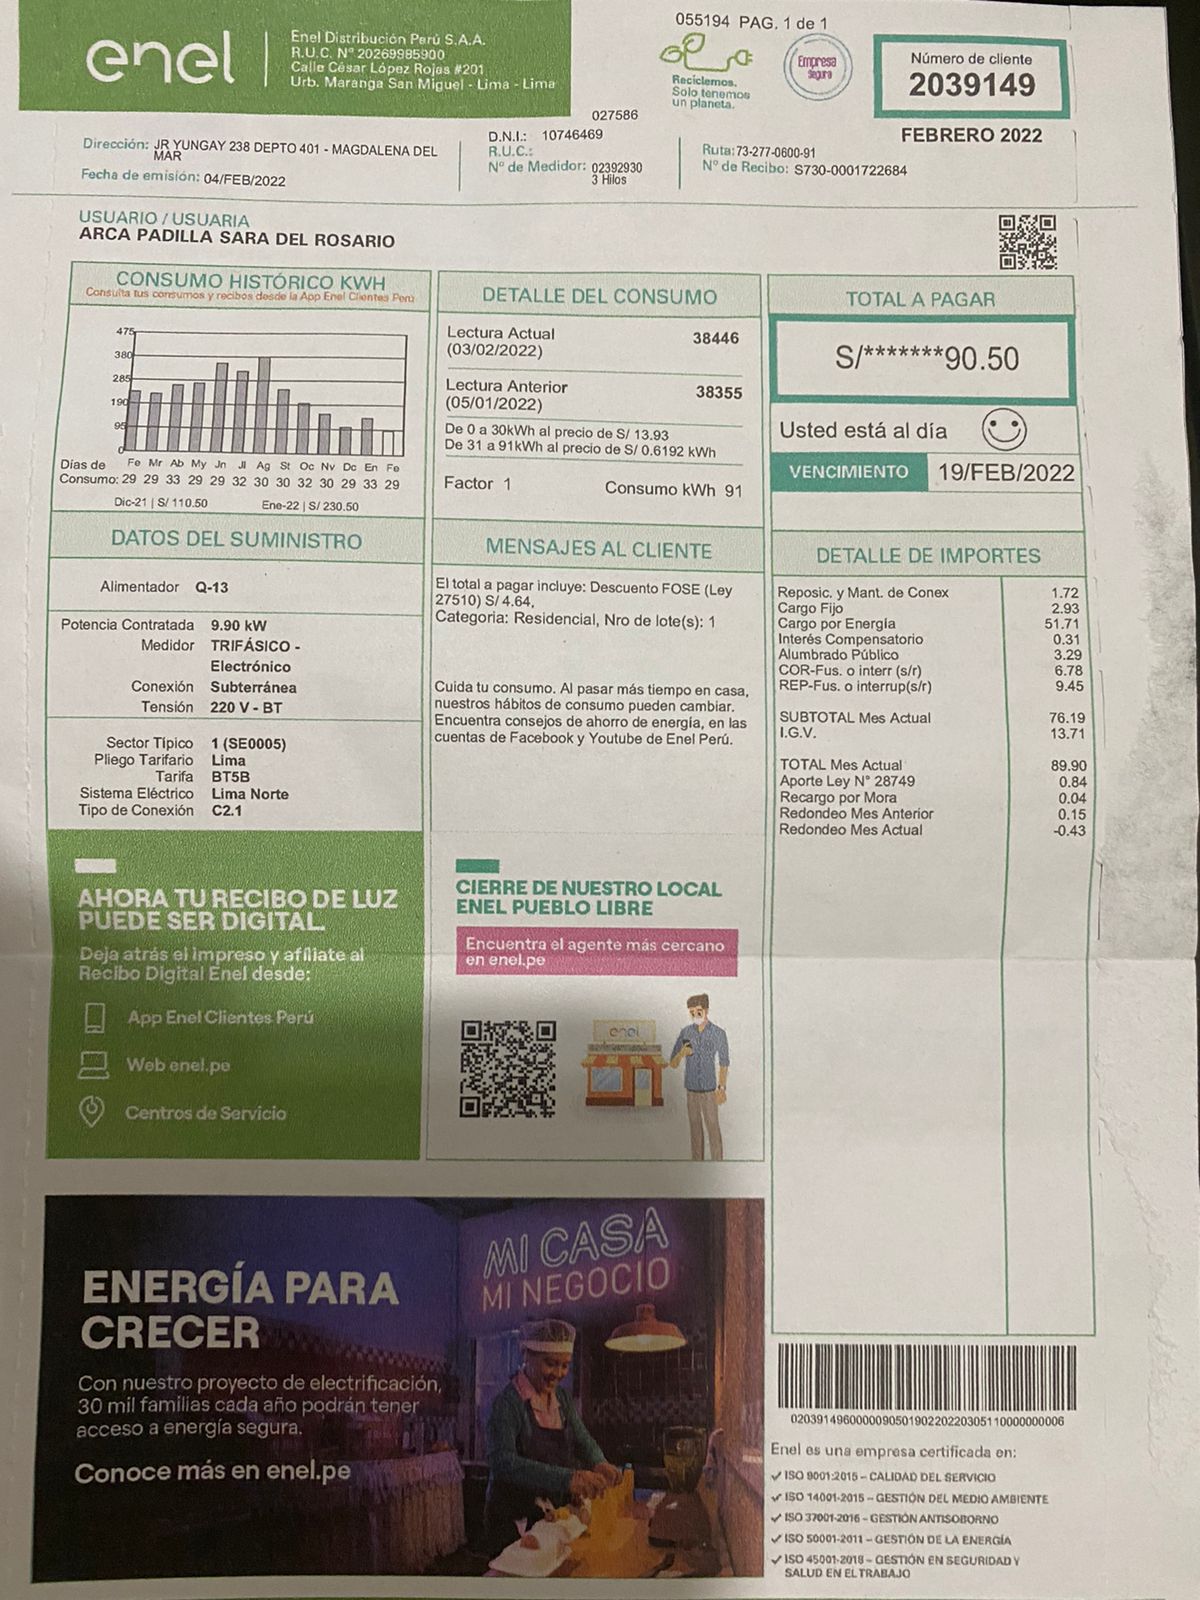 enel
Enel Distribución Perú S.A.A.
R.U.C. Nº 20269985900
Calle César López Rojas #201
Urb. Maranga San Miguel - Lima - Lima
055194 PAG. 1 de 1
Reciclemos.
Solo tenemos
un planeta.
Empresa
Segura
Número de cliente
2039149
FEBRERO 2022
027586
Dirección: JR YUNGAY 238 DEPTO 401 - MAGDALENA DEL
MAR
Fecha de emisión: 04/FEB/2022
D.N.I.: 10746469
R.U.C.:
Nº de Medidor: 02392930
3 Hilos
Ruta: 73-277-0600-91
Nº de Recibo: S730-0001722684
USUARIO / USUARIA
ARCA PADILLA SARA DEL ROSARIO
CONSUMO HISTÓRICO KWH
Consulta tus consumos y recibos desde la App Enel Clientes Perú
475
380
285
190
95
0
Fe Mr Ab My Jn Jl Ag St Oc Nv Dc En Fe
Días de
Consumo: 29 29 33 29 29 32 30 30 32 30 29 33 29
Dic-21 | S/ 110.50 Ene-22 | S/ 230.50
DETALLE DEL CONSUMO
Lectura Actual 38446
(03/02/2022)
Lectura Anterior 38355
(05/01/2022)
De 0 a 30kWh al precio de S/ 13.93
De 31 a 91kWh al precio de S/ 0.6192 kWh
Factor 1 Consumo kWh 91
TOTAL A PAGAR
S/*******90.50
Usted está al día
VENCIMIENTO 19/FEB/2022
DATOS DEL SUMINISTRO
Alimentador Q-13
Potencia Contratada 9.90 kW
Medidor TRIFÁSICO -
Electrónico
Conexión Subterránea
Tensión 220 V - BT
Sector Típico 1 (SE0005)
Pliego Tarifario Lima
Tarifa BT5B
Sistema Eléctrico Lima Norte
Tipo de Conexión C2.1
MENSAJES AL CLIENTE
El total a pagar incluye: Descuento FOSE (Ley
27510) S/ 4.64,
Categoria: Residencial, Nro de lote(s): 1
Cuida tu consumo. Al pasar más tiempo en casa,
nuestros hábitos de consumo pueden cambiar.
Encuentra consejos de ahorro de energía, en las
cuentas de Facebook y Youtube de Enel Perú.
DETALLE DE IMPORTES
Reposic. y Mant. de Conex 1.72
Cargo Fijo 2.93
Cargo por Energía 51.71
Interés Compensatorio 0.31
Alumbrado Público 3.29
COR-Fus. o interr (s/r) 6.78
REP-Fus. o interrup(s/r) 9.45
SUBTOTAL Mes Actual 76.19
I.G.V. 13.71
TOTAL Mes Actual 89.90
Aporte Ley N° 28749 0.84
Recargo por Mora 0.04
Redondeo Mes Anterior 0.15
Redondeo Mes Actual -0.43
AHORA TU RECIBO DE LUZ
PUEDE SER DIGITAL
Deja atrás el impreso y afíliate al
Recibo Digital Enel desde:
App Enel Clientes Perú
Web enel.pe
Centros de Servicio
CIERRE DE NUESTRO LOCAL
ENEL PUEBLO LIBRE
Encuentra el agente más cercano
en enel.pe
enel
ENERGÍA PARA
CRECER
Con nuestro proyecto de electrificación,
30 mil familias cada año podrán tener
acceso a energía segura.
Conoce más en enel.pe
MI CASA
MI NEGOCIO
020391496000009050190220220305110000000006
Enel es una empresa certificada en:
ISO 9001:2015 – CALIDAD DEL SERVICIO
ISO 14001-2015 – GESTIÓN DEL MEDIO AMBIENTE
ISO 37001-2016 – GESTIÓN ANTISOBORNO
ISO 50001-2011 – GESTIÓN DE LA ENERGÍA
ISO 45001-2018 – GESTIÓN EN SEGURIDAD Y
SALUD EN EL TRABAJO